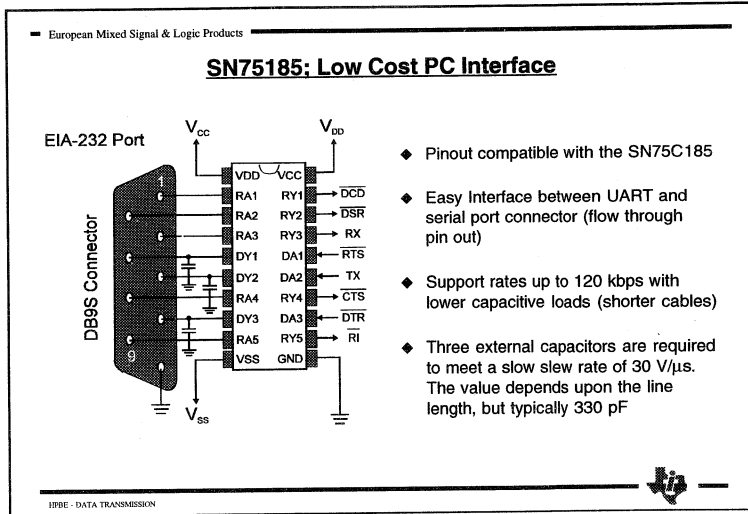 European Mixed Signal & Logic Products
SN75185; Low Cost PC Interface
EIA-232 Port
VCC
VDD
DB9S Connector
1
9
VDD VCC
RA1 RY1 DCD
RA2 RY2 DSR
RA3 RY3 RX
DY1 DA1 RTS
DY2 DA2 TX
RA4 RY4 CTS
DY3 DA3 DTR
RA5 RY5 RI
VSS GND
VSS
◆ Pinout compatible with the SN75C185
◆ Easy Interface between UART and
serial port connector (flow through
pin out)
◆ Support rates up to 120 kbps with
lower capacitive loads (shorter cables)
◆ Three external capacitors are required
to meet a slow slew rate of 30 V/μs.
The value depends upon the line
length, but typically 330 pF
HPBE - DATA TRANSMISSION